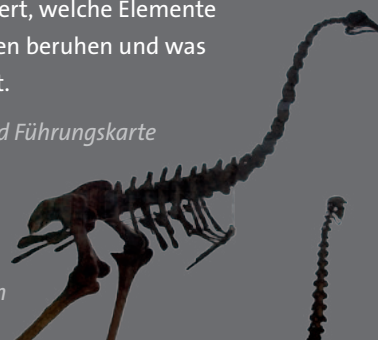 ert, welche Elemente
en beruhen und was
t.
d Führungskarte
n